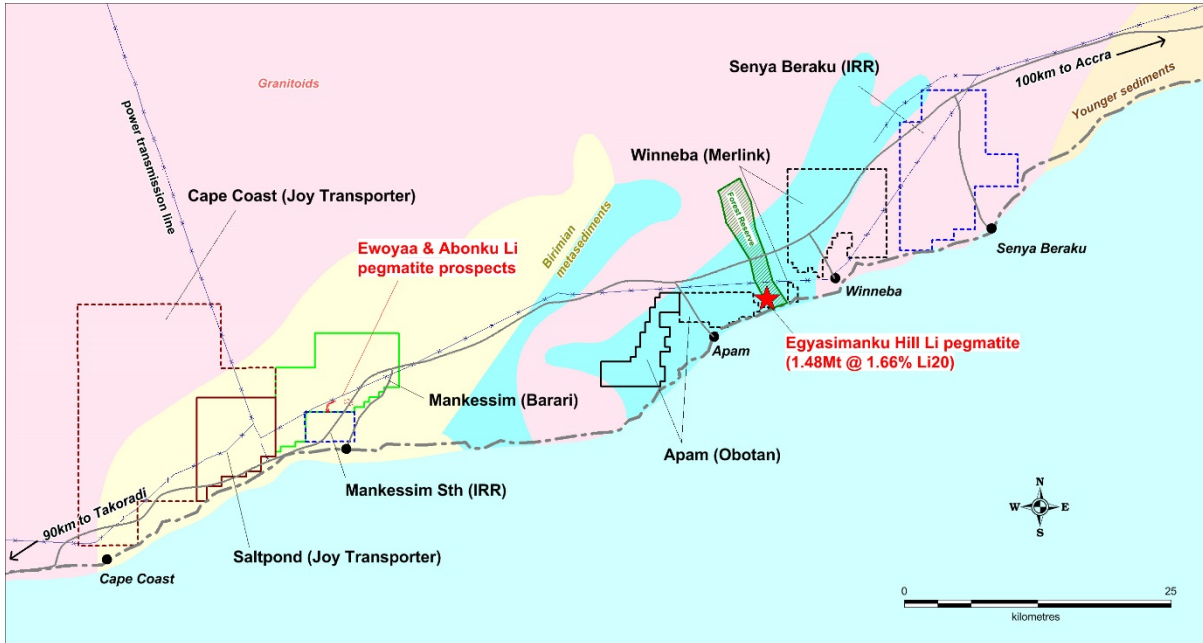 Granitoids
power transmission line
Senya Beraku (IRR)
100km to Accra
Younger sediments
Winneba (Merlink)
Cape Coast (Joy Transporter)
Forest Reserve
Ewoyaa & Abonku Li
pegmatite prospects
Birimian
metasediments
Senya Beraku
Winneba
Egyasimanku Hill Li pegmatite
(1.48Mt @ 1.66% Li20)
Apam
Mankessim (Barari)
Apam (Obotan)
Mankessim Sth (IRR)
90km to Takoradi
Saltpond (Joy Transporter)
Cape Coast
N
W
E
S
0
25
kilometres